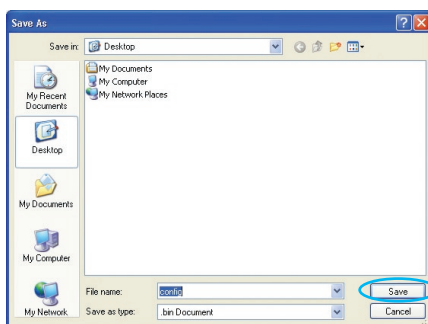 Save As
Save in:
Desktop
My Documents
My Computer
My Network Places
My Recent
Documents
Desktop
My Documents
My Computer
My Network
File name:
config
Save
Save as type:
.bin Document
Cancel